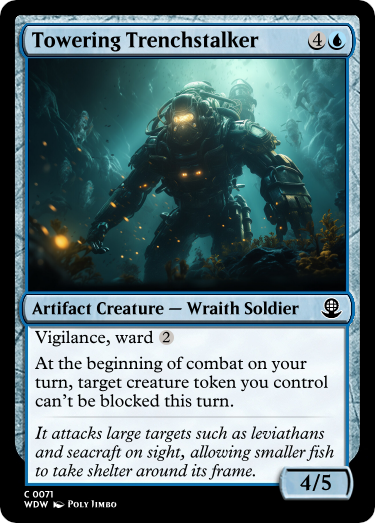 Towering Trenchstalker 4
Artifact Creature — Wraith Soldier
Vigilance, ward 2
At the beginning of combat on your
turn, target creature token you control
can't be blocked this turn.
It attacks large targets such as leviathans
and seacraft on sight, allowing smaller fish
to take shelter around its frame.
4/5
C 0071
WDW Poly Jimbo